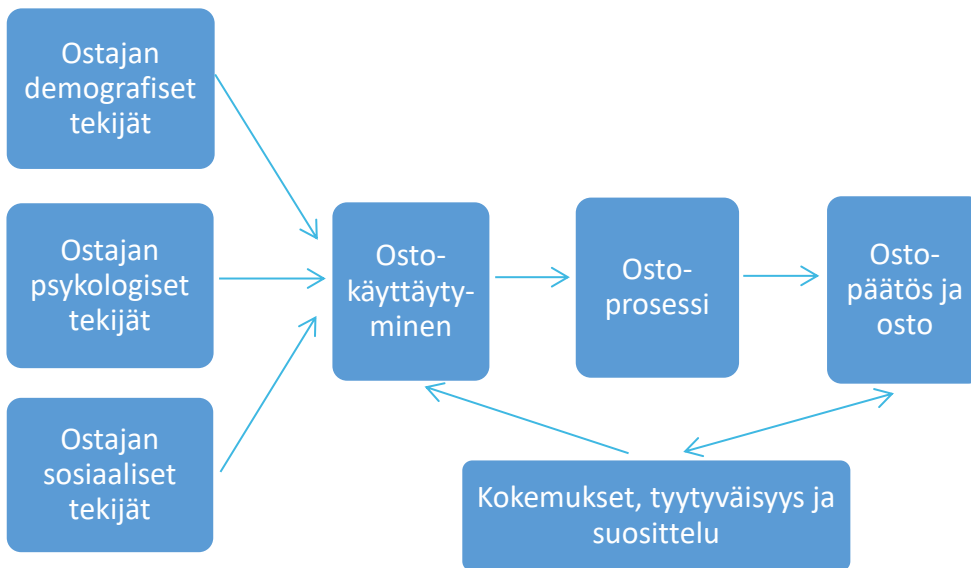 Ostajan
demografiset
tekijät
Ostajan
psykologiset
tekijät
Ostajan
sosiaaliset
tekijät
Osto-
käyttäyty-
minen
Osto-
prosessi
Osto-
päätös ja
osto
Kokemukset, tyytyväisyys ja
suosittelu